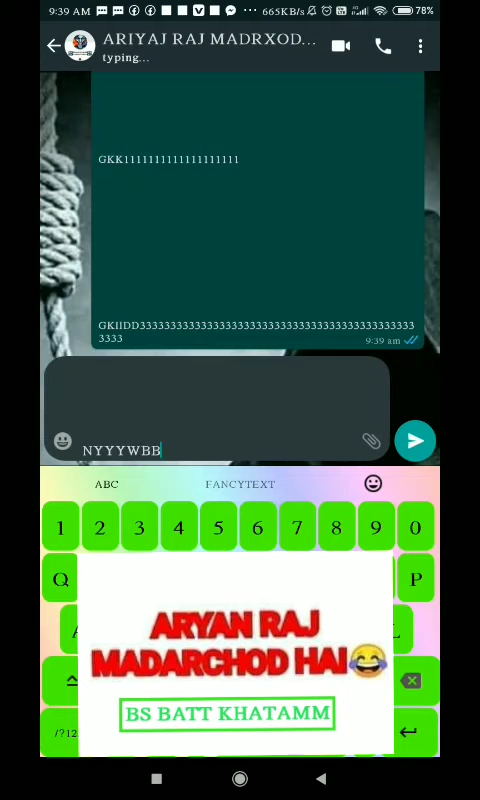 9:39 AM ··· 665KB/s 78%
ARIYAJ RAJ MADRXOD...
typing...
GKK1111111111111111111
GKIIDD3333333333333333333333333333333333333333333
3333
9:39 am
NYYYWBB
ABC FANCYTEXT
1 2 3 4 5 6 7 8 9 0
Q P
ARYAN RAJ
MADARCHOD HAI😂
BS BATT KHATAMM
/?12